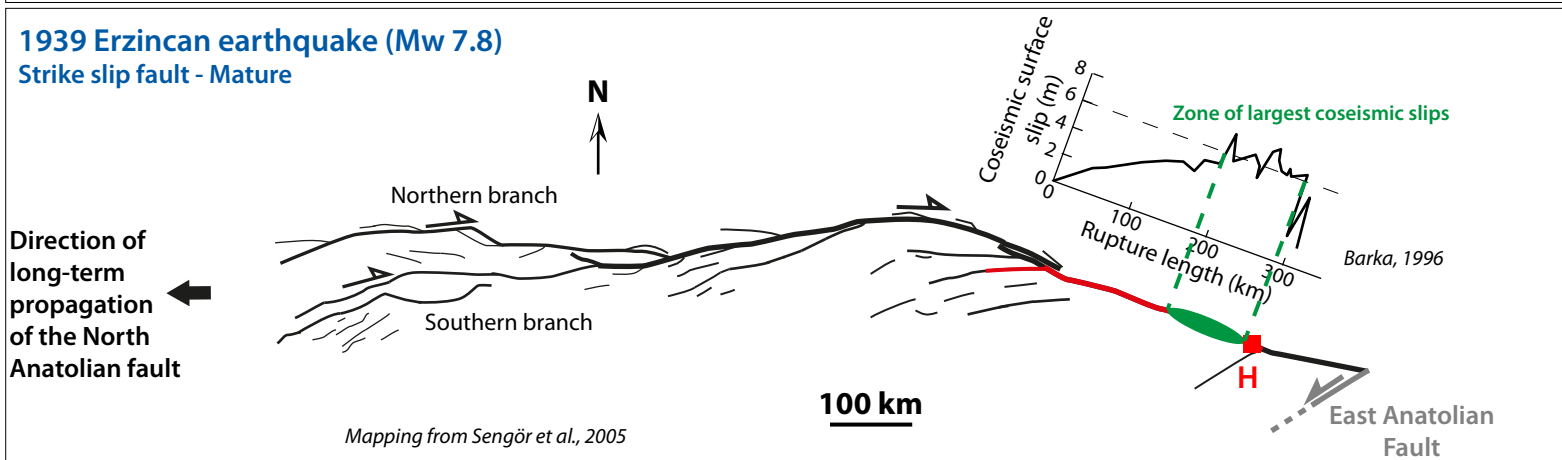 1939 Erzincan earthquake (Mw 7.8)
Strike slip fault - Mature
N
Northern branch
Southern branch
Direction of
long-term
propagation
of the North
Anatolian fault
Mapping from Sengör et al., 2005
100 km
Coseismic surface
slip (m)
8
6
4
2
0
0
100
200
300
Rupture length (km)
Zone of largest coseismic slips
Barka, 1996
H
East Anatolian
Fault